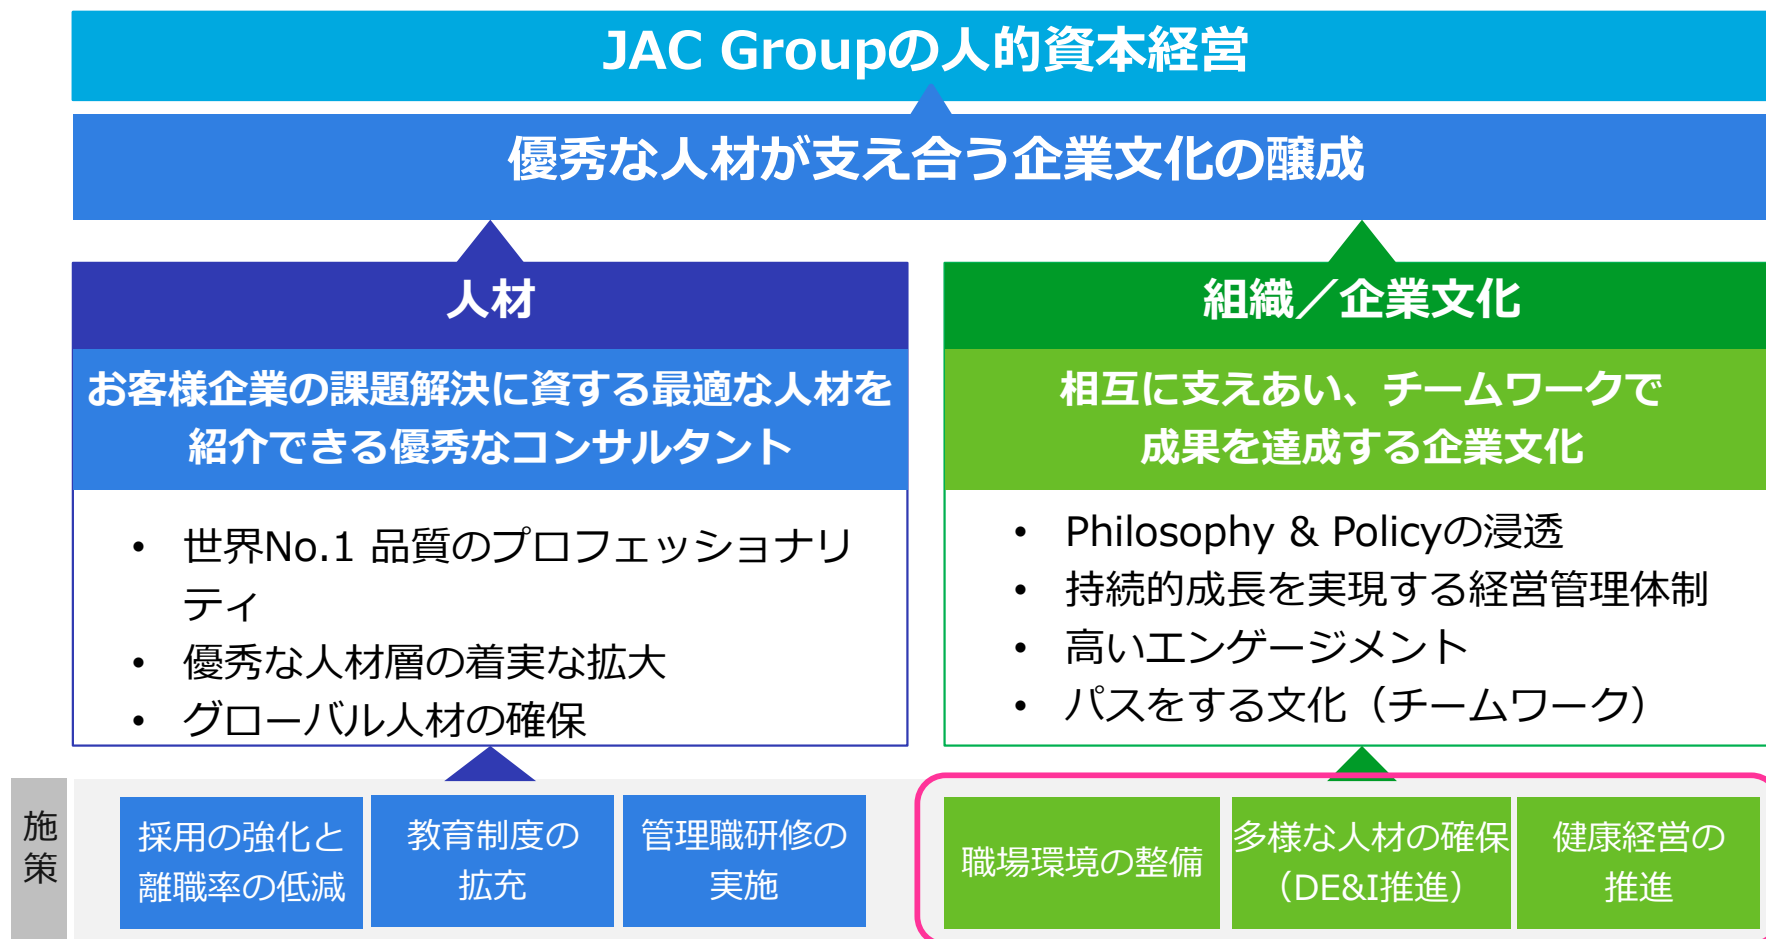 JAC Groupの人的資本経営
優秀な人材が支え合う企業文化の醸成
人材
お客様企業の課題解決に資する最適な人材を
紹介できる優秀なコンサルタント
• 世界No.1 品質のプロフェッショナリ
ティ
• 優秀な人材層の着実な拡大
• グローバル人材の確保
組織／企業文化
相互に支えあい、チームワークで
成果を達成する企業文化
• Philosophy & Policyの浸透
• 持続的成長を実現する経営管理体制
• 高いエンゲージメント
• パスをする文化（チームワーク）
施
策
採用の強化と
離職率の低減
教育制度の
拡充
管理職研修の
実施
職場環境の整備
多様な人材の確保
（DE&I推進）
健康経営の
推進